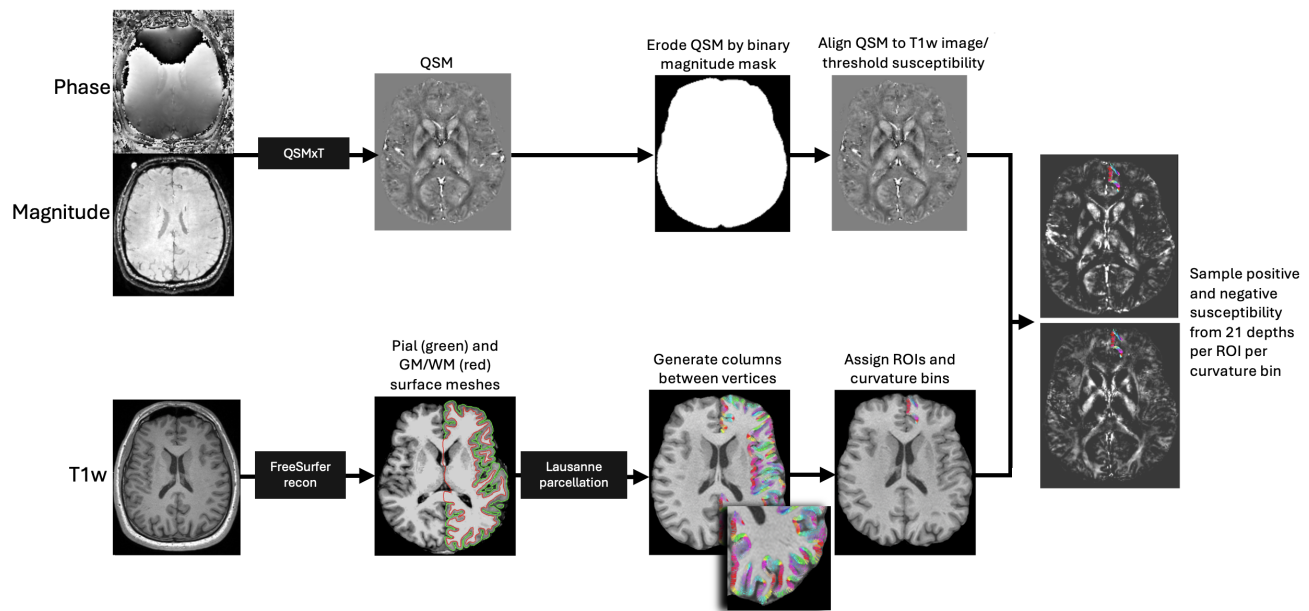 Phase
Magnitude
QSMxT
QSM
Erode QSM by binary
magnitude mask
Align QSM to T1w image/
threshold susceptibility
Sample positive
and negative
susceptibility
from 21 depths
per ROI per
curvature bin
T1w
FreeSurfer
recon
Pial (green) and
GM/WM (red)
surface meshes
Lausanne
parcellation
Generate columns
between vertices
Assign ROIs and
curvature bins